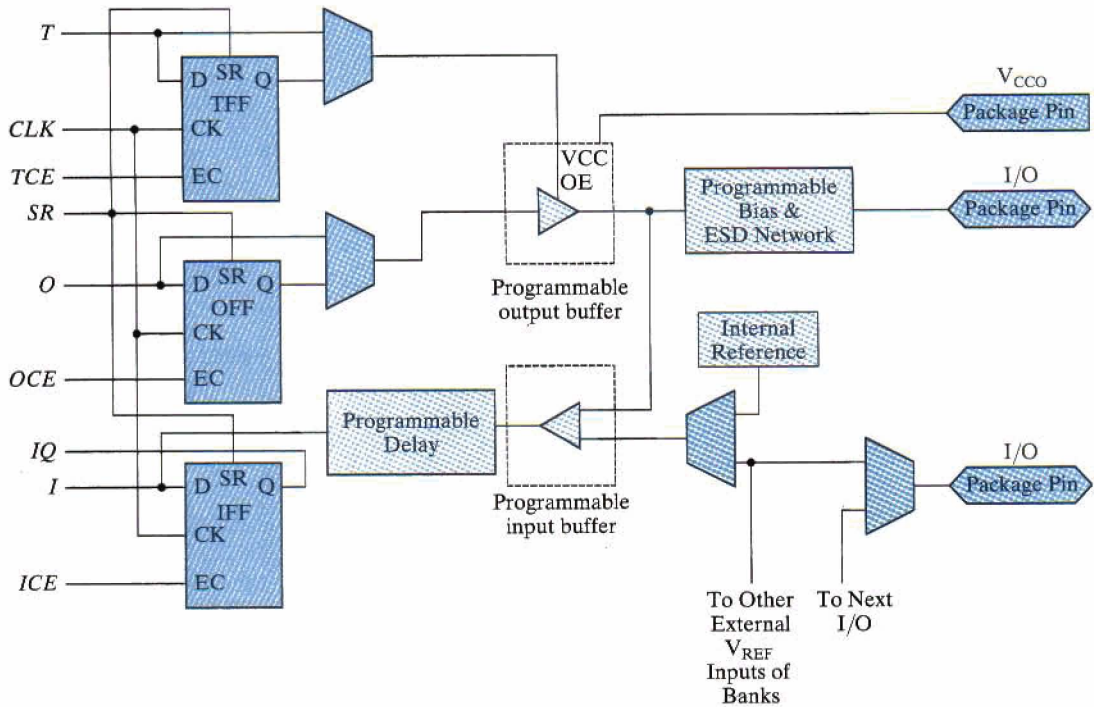 T
CLK
TCE
SR
O
OCE
IQ
I
ICE
D SR Q
TFF
CK
EC
D SR Q
OFF
CK
EC
D SR Q
IFF
CK
EC
VCC
OE
Programmable
output buffer
Programmable
Bias &
ESD Network
V_CCO
Package Pin
I/O
Package Pin
Internal
Reference
Programmable
Delay
Programmable
input buffer
I/O
Package Pin
To Other
External
V_REF
Inputs of
Banks
To Next
I/O